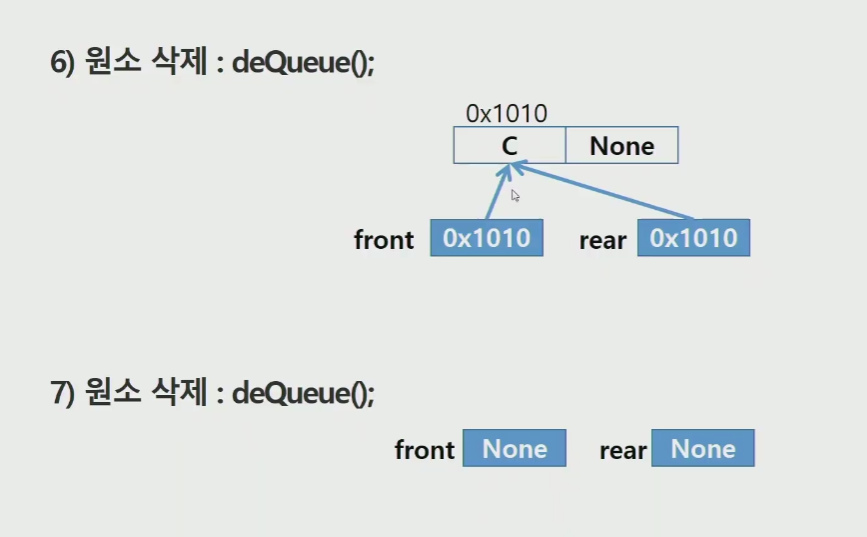 6) 원소 삭제 : deQueue();
0x1010
C None
front 0x1010 rear 0x1010
7) 원소 삭제 : deQueue();
front None rear None